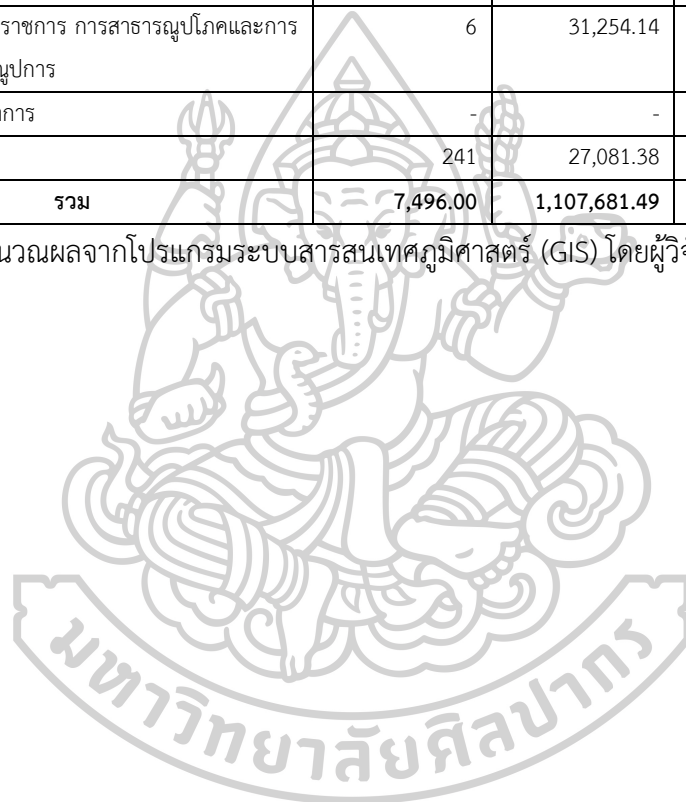 ราชการ การสาธารณูปโภคและการ 6 31,254.14
ณูปการ
การ - -
241 27,081.38
รวม 7,496.00 1,107,681.49
นวณผลจากโปรแกรมระบบสารสนเทศภูมิศาสตร์ (GIS) โดยผู้วิจ
มหาวิทยาลัยศิลปากร